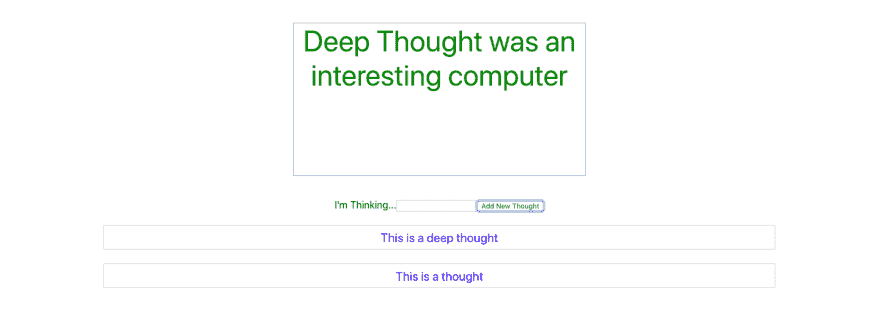 Deep Thought was an
interesting computer
I'm Thinking... Add New Thought
This is a deep thought
This is a thought